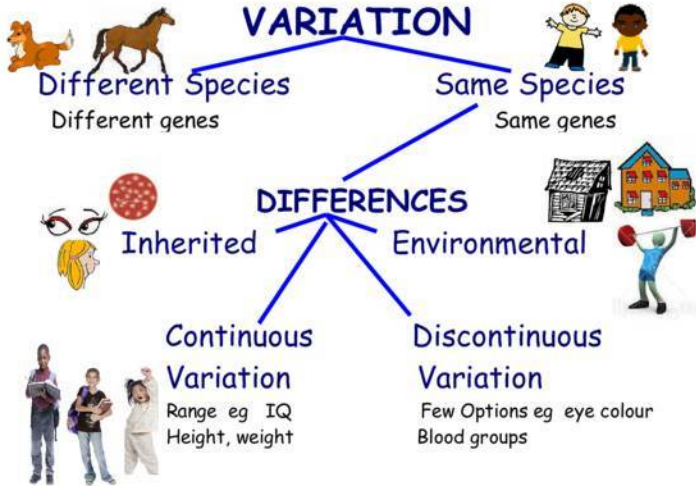 VARIATION
Different Species
Same Species
Different genes
Same genes
DIFFERENCES
Inherited
Environmental
Continuous
Variation
Range eg IQ
Height, weight
Discontinuous
Variation
Few Options eg eye colour
Blood groups